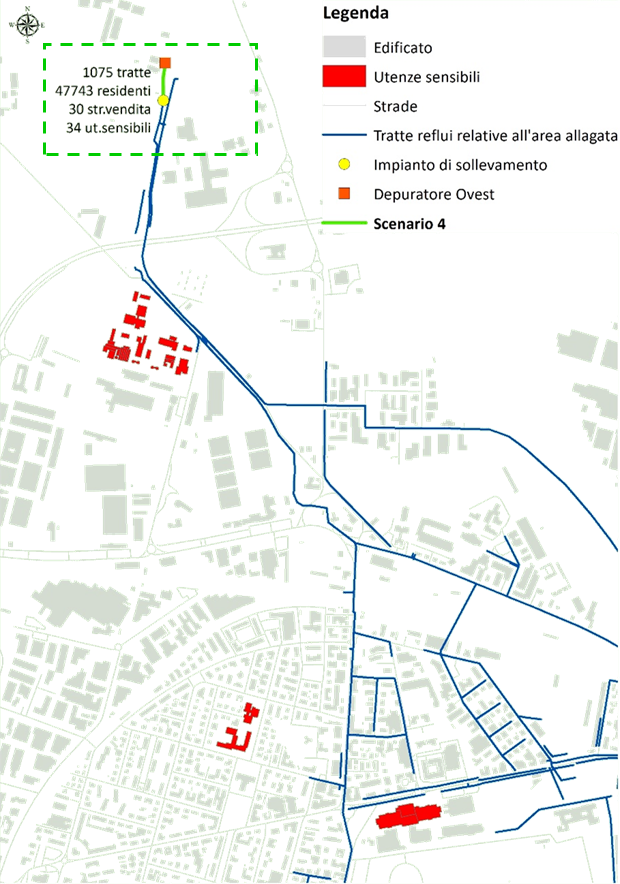 N
W
E
S
1075 tratte
47743 residenti
30 str.vendita
34 ut.sensibili
Legenda
Edificato
Utenze sensibili
Strade
Tratte reflui relative all'area allagata
Impianto di sollevamento
Depuratore Ovest
Scenario 4